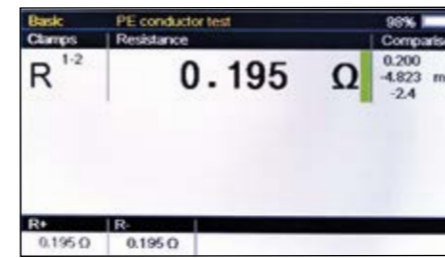 Basic PE conductor test 98%
Clamps Resistance Comparis
R 1-2 0.195 Ω 0.200
-4.823 m
-2.4
R+ R-
0.195 Ω 0.195 Ω